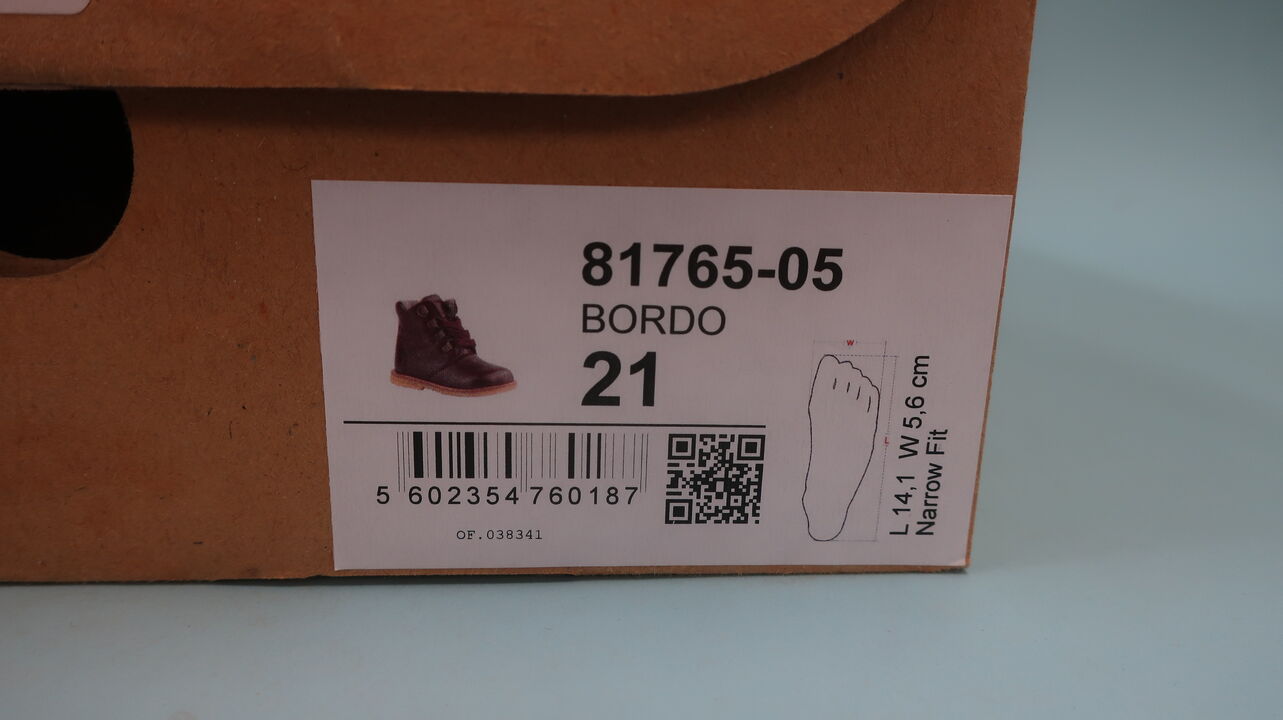 81765-05
BORDO
21
5 602354 760187
OF.038341
W
L
L 14,1 W 5,6 cm
Narrow Fit